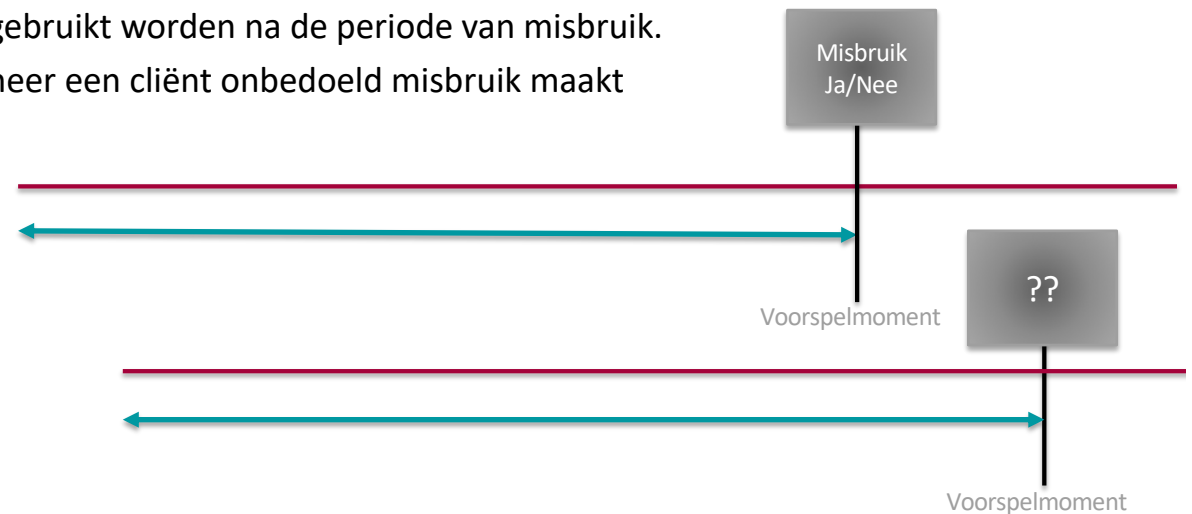 gebruikt worden na de periode van misbruik.
neer een cliënt onbedoeld misbruik maakt
Misbruik
Ja/Nee
Voorspelmoment
??
Voorspelmoment